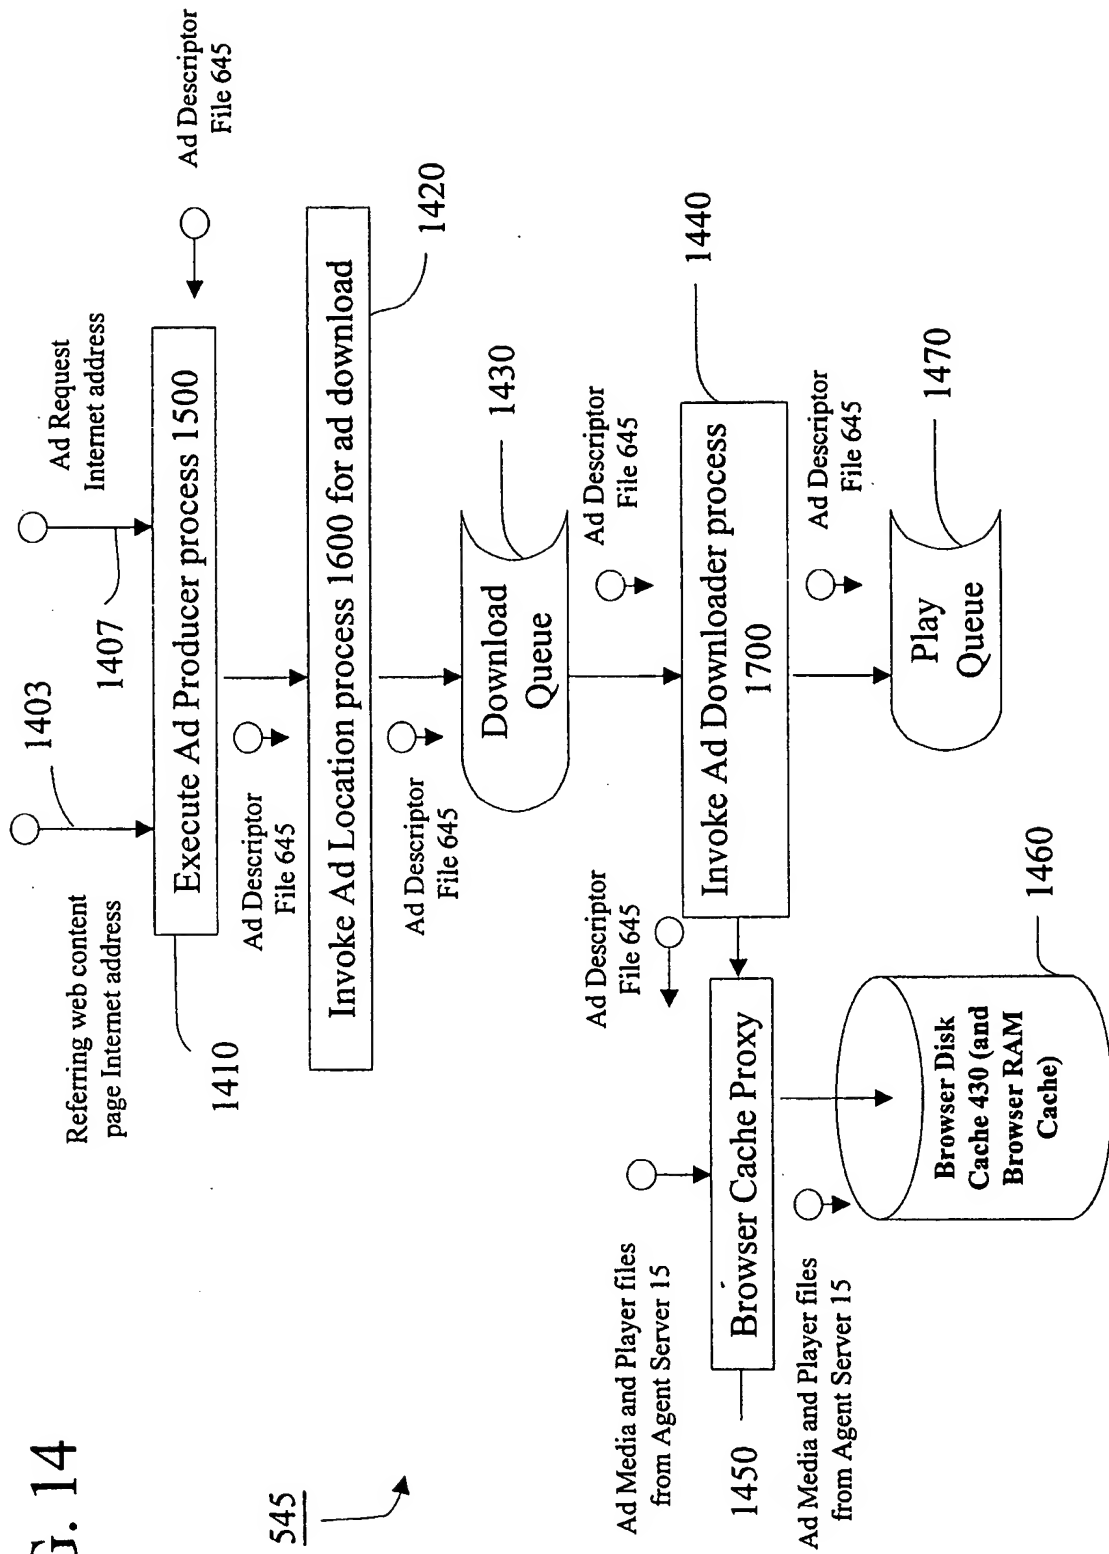 G. 14
545
1403
1407
Referring web content
page Internet address
Ad Request
Internet address
Ad Descriptor
File 645
Execute Ad Producer process 1500
1410
Ad Descriptor
File 645
Invoke Ad Location process 1600 for ad download
1420
Ad Descriptor
File 645
Download
Queue
1430
Ad Descriptor
File 645
Ad Descriptor
File 645
Invoke Ad Downloader process
1700
1440
Ad Media and Player files
from Agent Server 15
Browser Cache Proxy
1450
Ad Descriptor
File 645
Ad Media and Player files
from Agent Server 15
Browser Disk
Cache 430 (and
Browser RAM
Cache)
1460
Play
Queue
1470